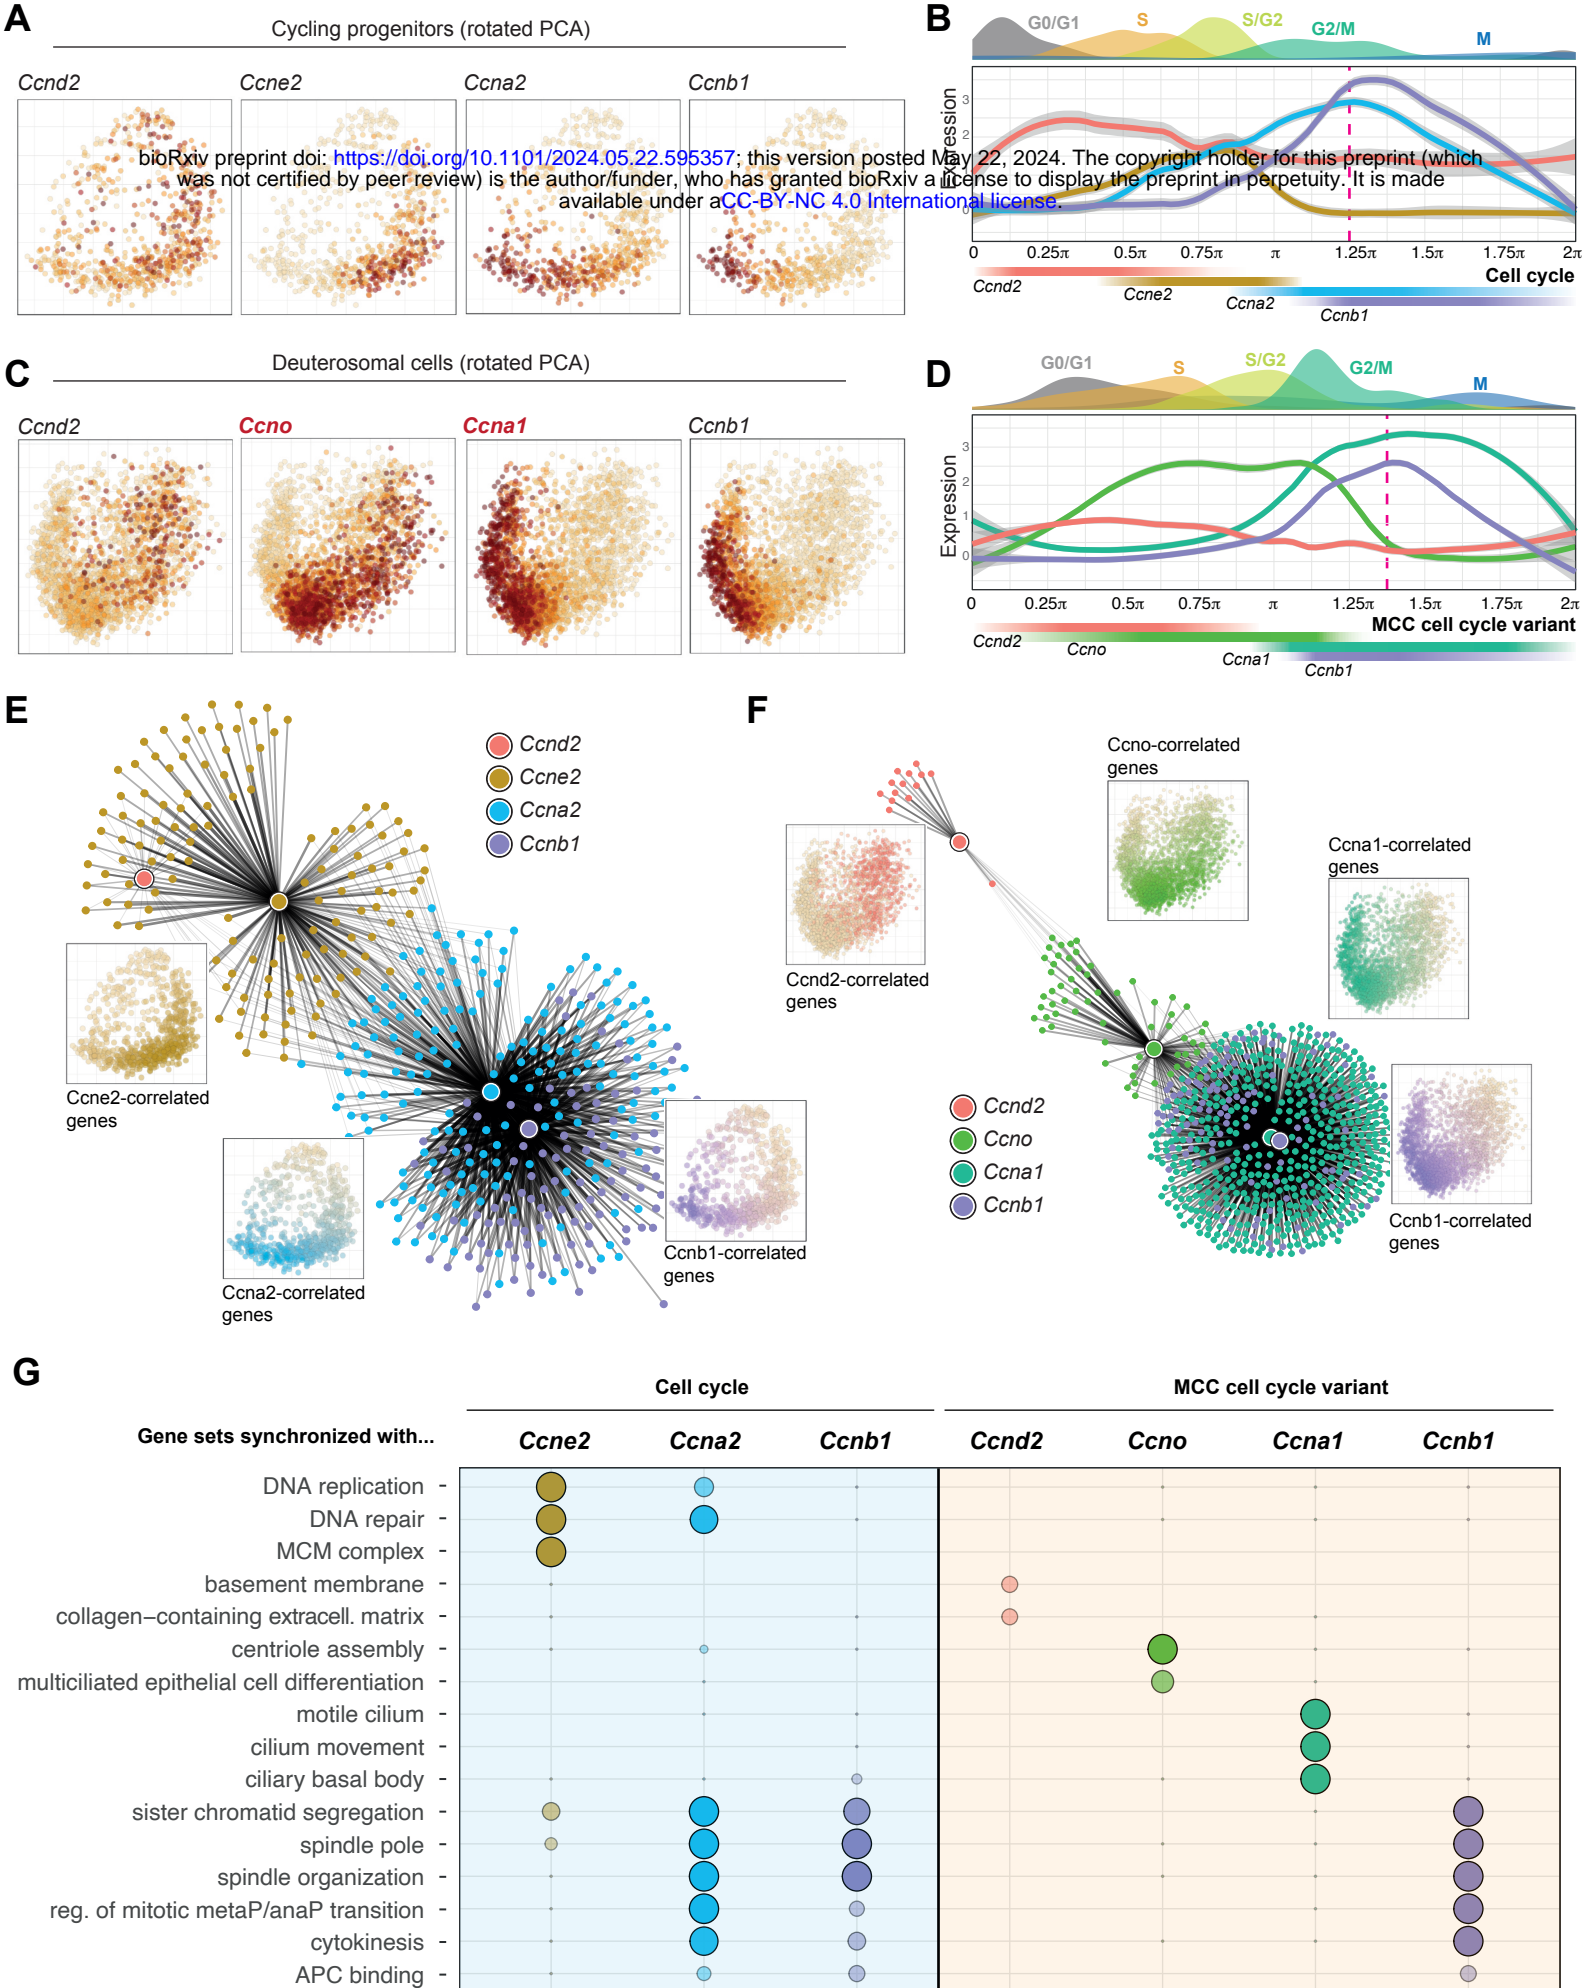 A
Cycling progenitors (rotated PCA)
Ccnd2
Ccne2
Ccna2
Ccnb1
bioRxiv preprint doi: https://doi.org/10.1101/2024.05.22.595357; this version posted May 22, 2024. The copyright holder for this preprint (which
was not certified by peer review) is the author/funder, who has granted bioRxiv a license to display the preprint in perpetuity. It is made
available under aCC-BY-NC 4.0 International license.
B
G0/G1
S
S/G2
G2/M
M
Expression
3
2
0
0
0.25π
0.5π
0.75π
π
1.25π
1.5π
1.75π
2π
Cell cycle
Ccnd2
Ccne2
Ccna2
Ccnb1
C
Deuterosomal cells (rotated PCA)
Ccnd2
Ccno
Ccna1
Ccnb1
D
G0/G1
S
S/G2
G2/M
M
Expression
3
2
1
0
0
0.25π
0.5π
0.75π
π
1.25π
1.5π
1.75π
2π
MCC cell cycle variant
Ccnd2
Ccno
Ccna1
Ccnb1
E
Ccnd2
Ccne2
Ccna2
Ccnb1
Ccne2-correlated
genes
Ccna2-correlated
genes
Ccnb1-correlated
genes
F
Ccno-correlated
genes
Ccna1-correlated
genes
Ccnd2-correlated
genes
Ccnd2
Ccno
Ccna1
Ccnb1
Ccnb1-correlated
genes
G
Cell cycle
MCC cell cycle variant
Gene sets synchronized with...
Ccne2
Ccna2
Ccnb1
Ccnd2
Ccno
Ccna1
Ccnb1
DNA replication
DNA repair
MCM complex
basement membrane
collagen–containing extracell. matrix
centriole assembly
multiciliated epithelial cell differentiation
motile cilium
cilium movement
ciliary basal body
sister chromatid segregation
spindle pole
spindle organization
reg. of mitotic metaP/anaP transition
cytokinesis
APC binding